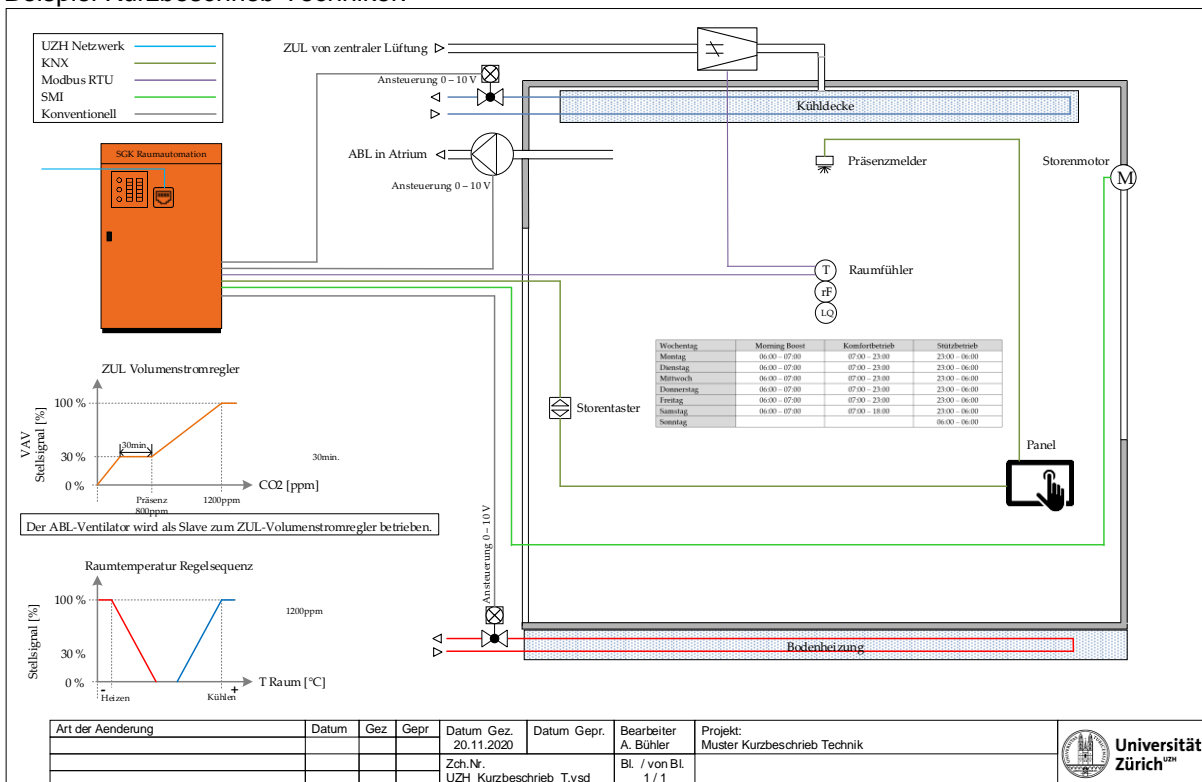 Beispiel Kurzbeschrieb Techniker:
UZH Netzwerk
KNX
Modbus RTU
SMI
Konventionell
ZUL von zentraler Lüftung
Ansteuerung 0 – 10 V
Kühldecke
SGK Raumautomation
ABL in Atrium
Ansteuerung 0 – 10 V
Präsenzmelder
Storenmotor
M
T
Raumfühler
rF
LQ
Wochentag Morning Boost Komfortbetrieb Stützbetrieb
Montag 06:00 – 07:00 07:00 – 23:00 23:00 – 06:00
Dienstag 06:00 – 07:00 07:00 – 23:00 23:00 – 06:00
Mittwoch 06:00 – 07:00 07:00 – 23:00 23:00 – 06:00
Donnerstag 06:00 – 07:00 07:00 – 23:00 23:00 – 06:00
Freitag 06:00 – 07:00 07:00 – 23:00 23:00 – 06:00
Samstag 06:00 – 07:00 07:00 – 18:00 23:00 – 06:00
Sonntag 06:00 – 06:00
Storentaster
Panel
ZUL Volumenstromregler
VAV
Stellsignal [%]
100 %
30 %
0 %
30min
30min.
Präsenz
800ppm
1200ppm
CO2 [ppm]
Der ABL-Ventilator wird als Slave zum ZUL-Volumenstromregler betrieben.
Ansteuerung 0 – 10 V
Raumtemperatur Regelsequenz
Stellsignal [%]
100 %
30 %
0 %
1200ppm
-
Heizen
Kühlen
+
T Raum [°C]
Bodenheizung
Art der Aenderung Datum Gez Gepr
Datum Gez.
20.11.2020
Datum Gepr.
Bearbeiter
A. Bühler
Projekt:
Muster Kurzbeschrieb Technik
Zch.Nr.
UZH_Kurzbeschrieb_T.vsd
Bl. / von Bl.
1 / 1
Universität
Zürich UZH